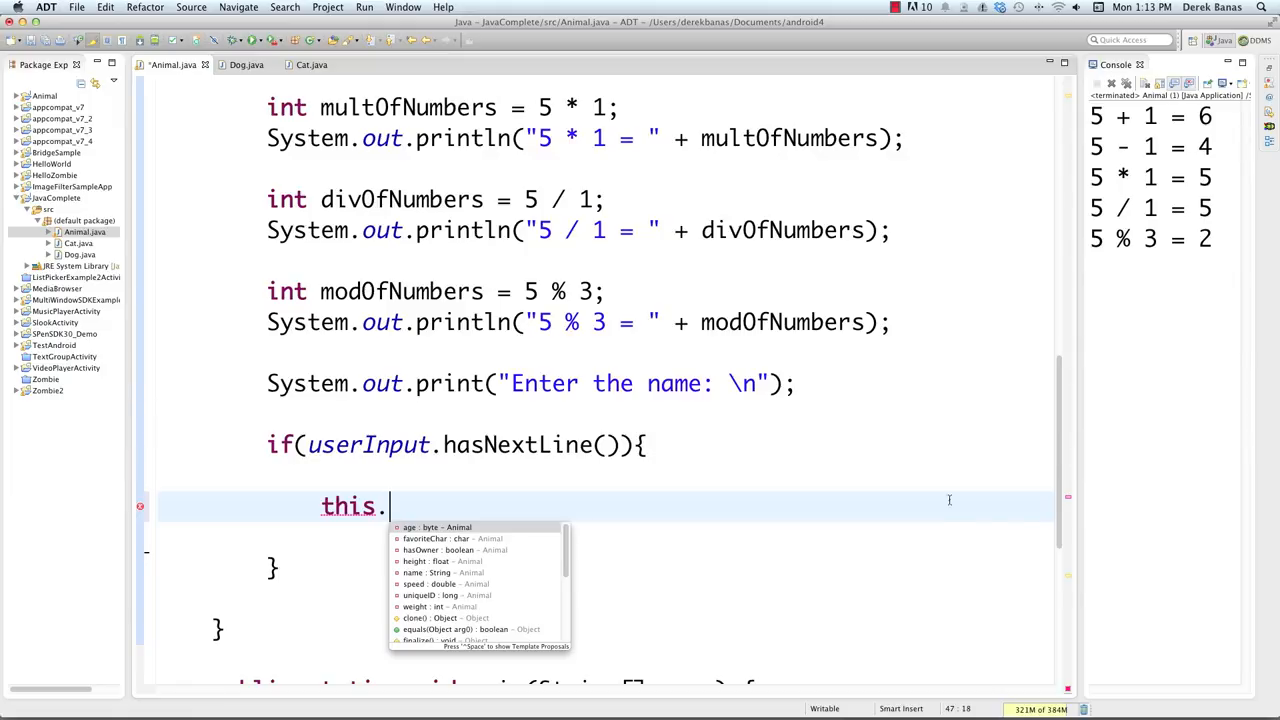 ADT File Edit Refactor Source Navigate Search Project Run Window Help 10 Mon 1:13 PM Derek Banas
Java – JavaComplete/src/Animal.java – ADT – /Users/derekbanas/Documents/android4
Quick Access Java DDMS
Package Exp
Animal
appcompat_v7
appcompat_v7_2
appcompat_v7_3
appcompat_v7_4
BridgeSample
HelloWorld
HelloZombie
ImageFilterSampleApp
JavaComplete
src
(default package)
Animal.java
Cat.java
Dog.java
JRE System Library [Ja
ListPickerExample2Activi
MediaBrowser
MultiWindowSDKExample
MusicPlayerActivity
SlookActivity
SPenSDK30_Demo
TestAndroid
TextGroupActivity
VideoPlayerActivity
Zombie
Zombie2
*Animal.java Dog.java Cat.java
int multOfNumbers = 5 * 1;
System.out.println("5 * 1 = " + multOfNumbers);
int divOfNumbers = 5 / 1;
System.out.println("5 / 1 = " + divOfNumbers);
int modOfNumbers = 5 % 3;
System.out.println("5 % 3 = " + modOfNumbers);
System.out.print("Enter the name: \n");
if(userInput.hasNextLine()){
this.
age : byte – Animal
favoriteChar : char – Animal
hasOwner : boolean – Animal
height : float – Animal
name : String – Animal
speed : double – Animal
uniqueID : long – Animal
weight : int – Animal
clone() : Object – Object
equals(Object arg0) : boolean – Object
finalize() : void – Object
Press '^Space' to show Template Proposals
}
}
Console
<terminated> Animal (1) [Java Application] /S
5 + 1 = 6
5 - 1 = 4
5 * 1 = 5
5 / 1 = 5
5 % 3 = 2
Writable Smart Insert 47 : 18 321M of 384M